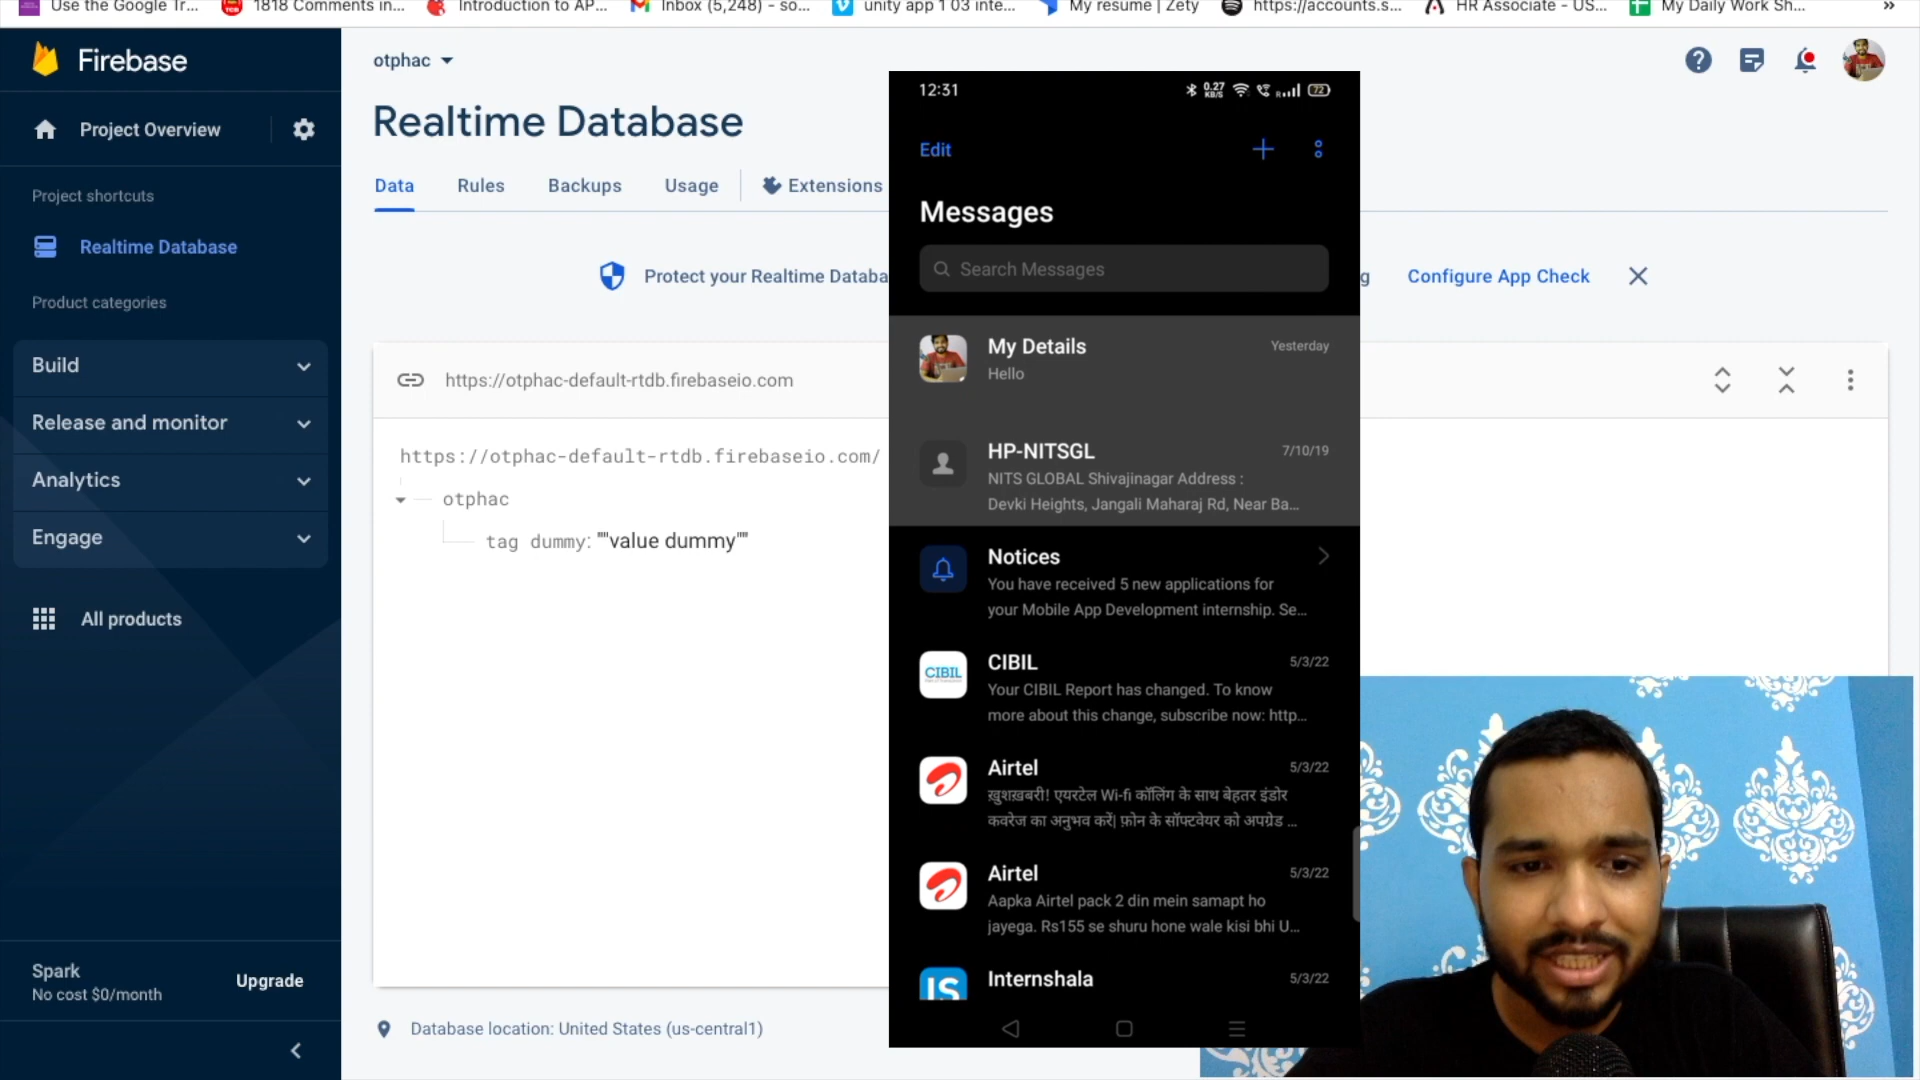 Use the Google Tr...
1818 Comments in...
Introduction to AP...
Inbox (5,248) - so...
unity app 1 03 inte...
My resume | Zety
https://accounts.s...
HR Associate - US...
My Daily Work Sh...
»
Firebase
Project Overview
Project shortcuts
Realtime Database
Product categories
Build
Release and monitor
Analytics
Engage
All products
Spark
No cost $0/month
Upgrade
otphac
Realtime Database
Data
Rules
Backups
Usage
Extensions
Protect your Realtime Databa
g
Configure App Check
https://otphac-default-rtdb.firebaseio.com
https://otphac-default-rtdb.firebaseio.com/
otphac
tag dummy: ""value dummy""
Database location: United States (us-central1)
12:31
0.27
KB/S
72
Edit
Messages
Search Messages
My Details
Yesterday
Hello
HP-NITSGL
7/10/19
NITS GLOBAL Shivajinagar Address :
Devki Heights, Jangali Maharaj Rd, Near Ba...
Notices
You have received 5 new applications for
your Mobile App Development internship. Se...
CIBIL
CIBIL
5/3/22
Your CIBIL Report has changed. To know
more about this change, subscribe now: http...
Airtel
5/3/22
ख़ुशख़बरी! एयरटेल Wi-fi कॉलिंग के साथ बेहतर इंडोर
कवरेज का अनुभव करें| फ़ोन के सॉफ्टवेयर को अपग्रेड ...
Airtel
5/3/22
Aapka Airtel pack 2 din mein samapt ho
jayega. Rs155 se shuru hone wale kisi bhi U...
IS
Internshala
5/3/22